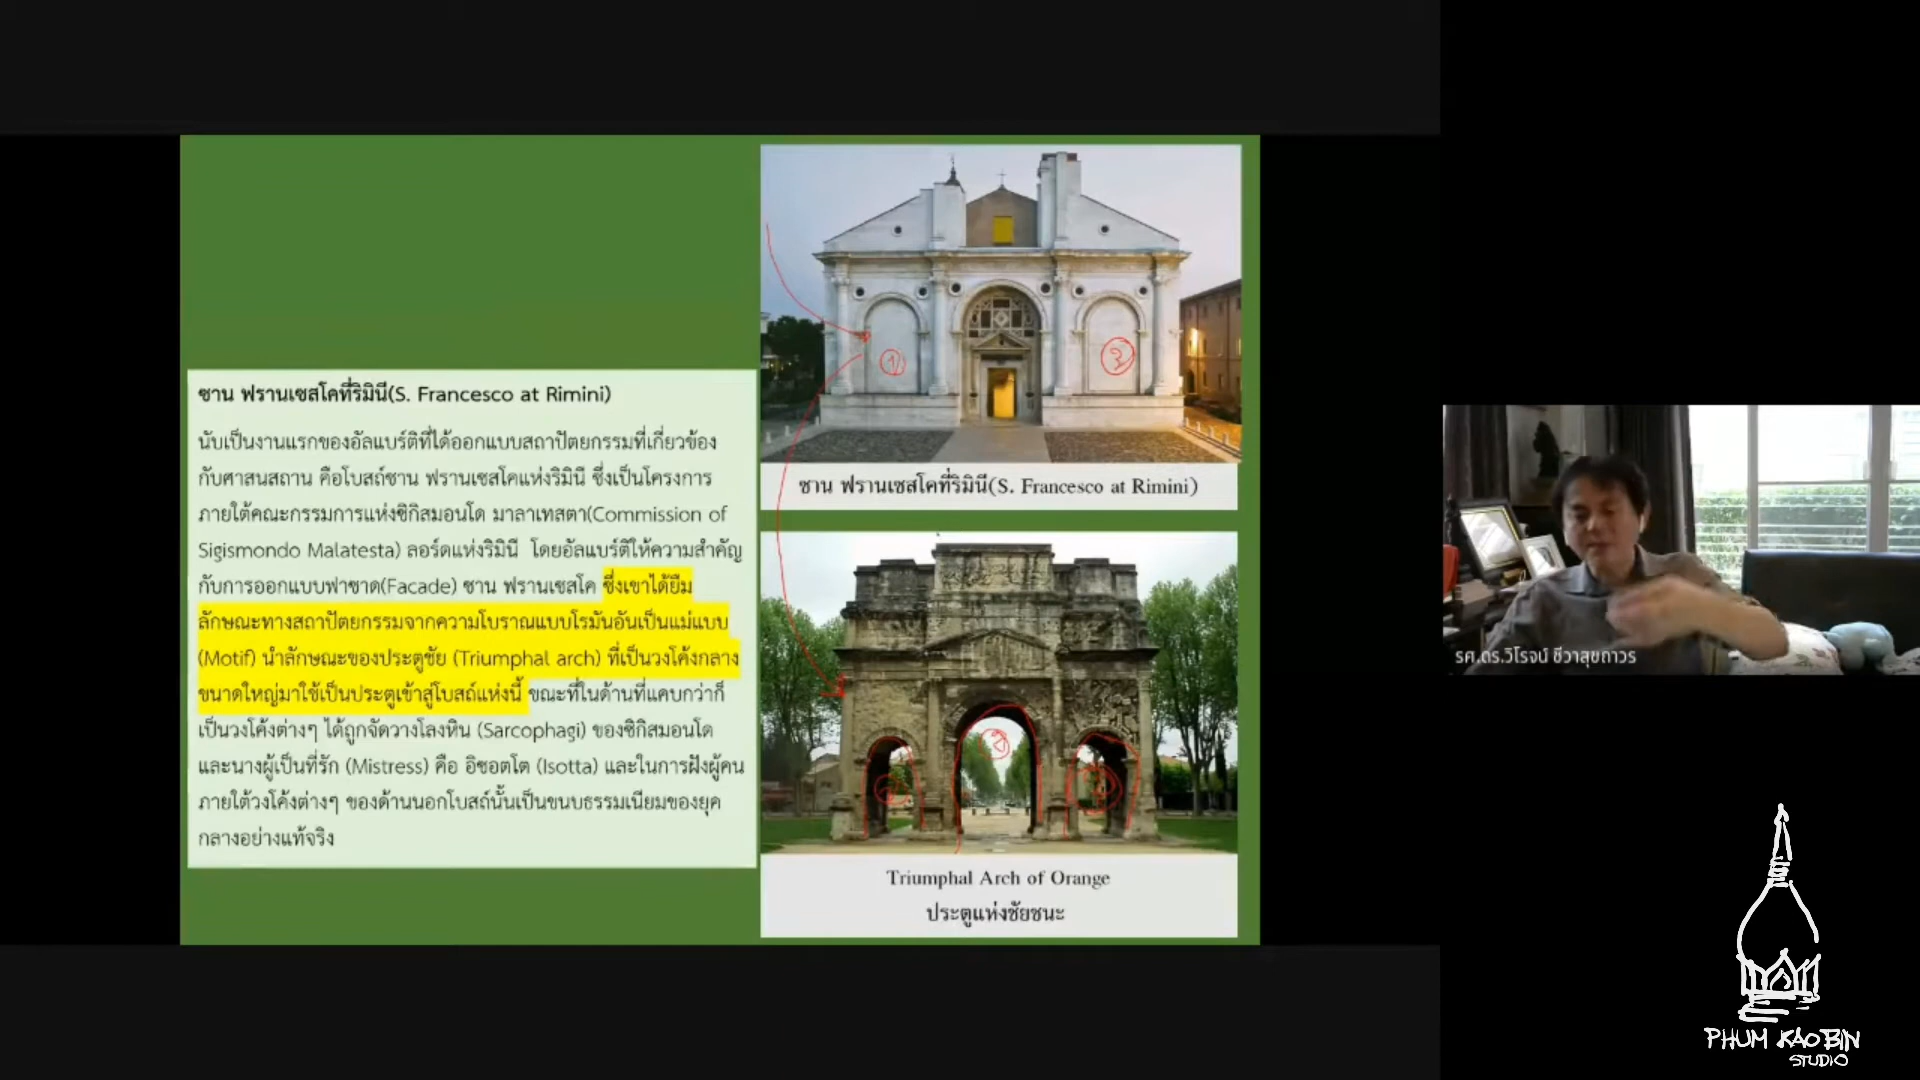 ซาน ฟรานเซสโคที่ริมินี(S. Francesco at Rimini)
นับเป็นงานแรกของอัลแบร์ติที่ได้ออกแบบสถาปัตยกรรมที่เกี่ยวข้อง
กับศาสนสถาน คือโบสถ์ซาน ฟรานเซสโคแห่งริมินี ซึ่งเป็นโครงการ
ภายใต้คณะกรรมการแห่งซิกิสมอนโด มาลาเทสตา(Commission of
Sigismondo Malatesta) ลอร์ดแห่งริมินี โดยอัลแบร์ติให้ความสำคัญ
กับการออกแบบฟาซาด(Facade) ซาน ฟรานเซสโค ซึ่งเขาได้ยืม
ลักษณะทางสถาปัตยกรรมจากความโบราณแบบโรมันอันเป็นแม่แบบ
(Motif) นำลักษณะของประตูชัย (Triumphal arch) ที่เป็นวงโค้งกลาง
ขนาดใหญ่มาใช้เป็นประตูเข้าสู่โบสถ์แห่งนี้ ขณะที่ในด้านที่แคบกว่าก็
เป็นวงโค้งต่างๆ ได้ถูกจัดวางโลงหิน (Sarcophagi) ของซิกิสมอนโด
และนางผู้เป็นที่รัก (Mistress) คือ อิซอตโต (Isotta) และในการฝังผู้คน
ภายใต้วงโค้งต่างๆ ของด้านนอกโบสถ์นั้นเป็นขนบธรรมเนียมของยุค
กลางอย่างแท้จริง
1
3
ซาน ฟรานเซสโคที่ริมินี(S. Francesco at Rimini)
2
Triumphal Arch of Orange
ประตูแห่งชัยชนะ
รศ.ดร.วิโรจน์ ชีวาสุขถาวร
PHUM KAO BIN
STUDIO